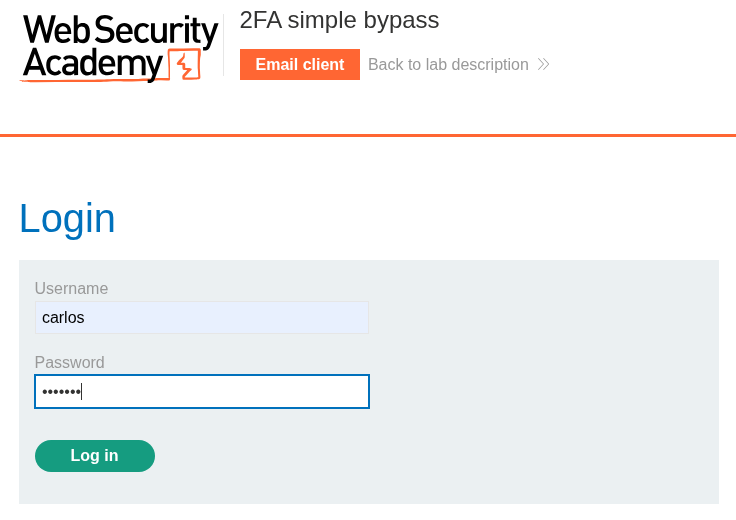 Web Security
Academy
2FA simple bypass
Email client
Back to lab description
Login
Username
carlos
Password
•••••••
Log in